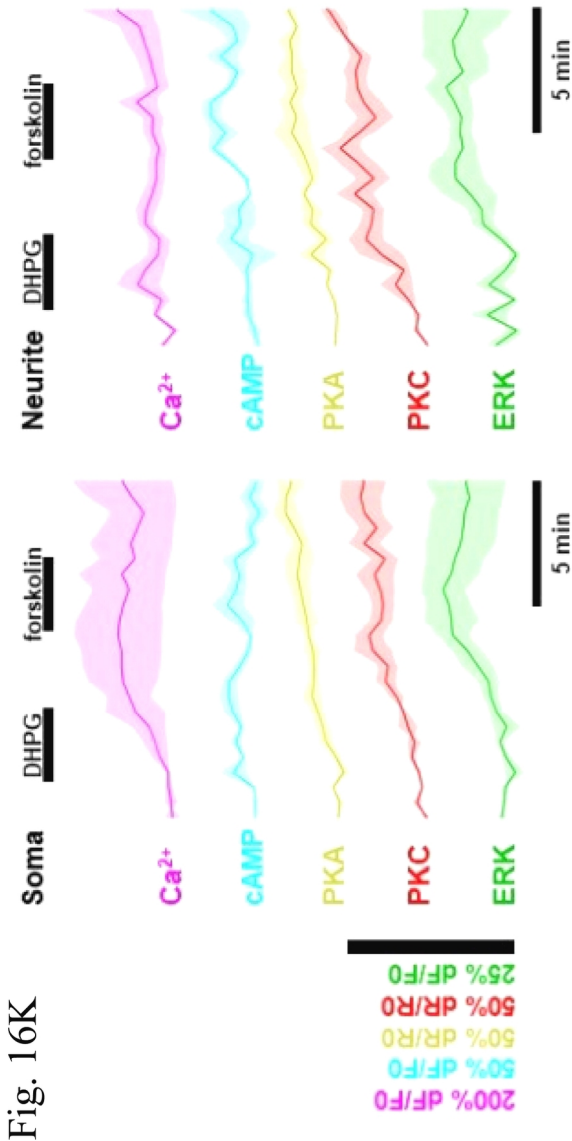 Fig. 16K
Soma
DHPG
forskolin
Ca2+
cAMP
PKA
PKC
ERK
5 min
Neurite
DHPG
forskolin
Ca2+
cAMP
PKA
PKC
ERK
5 min
200% dF/F0
50% dF/F0
50% dR/R0
50% dR/R0
25% dF/F0